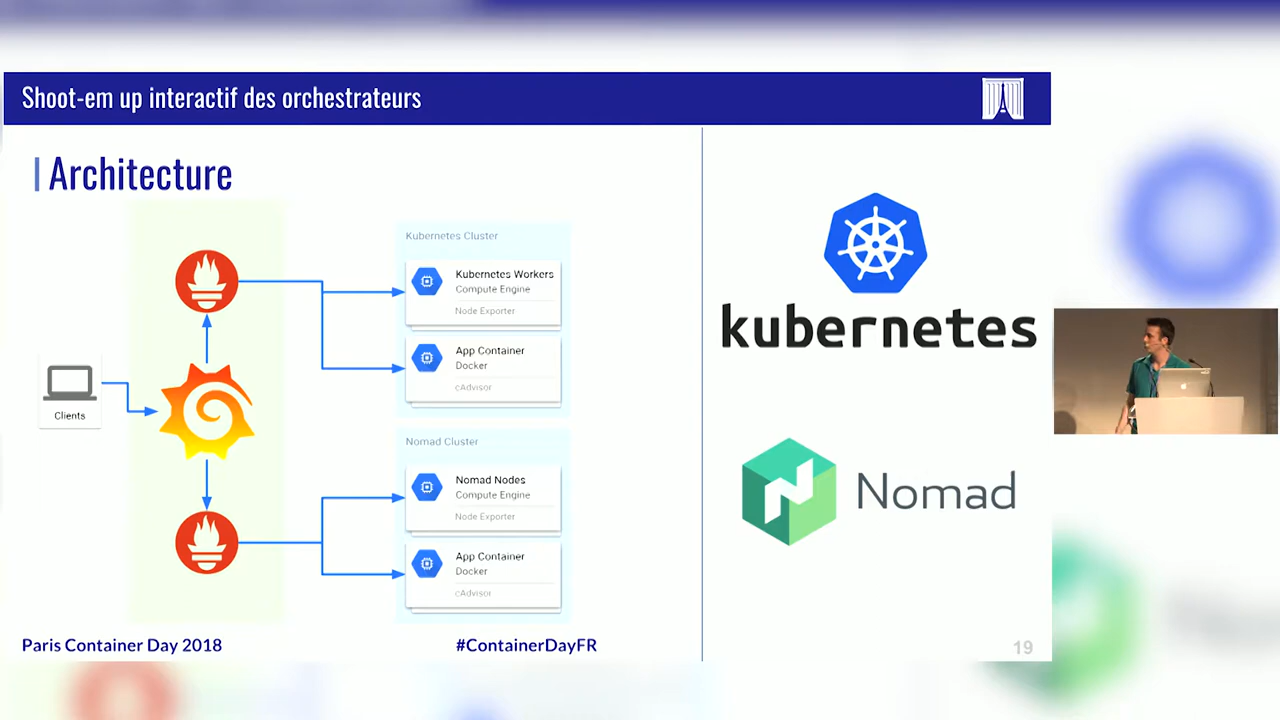 Shoot-em up interactif des orchestrateurs
Architecture
Kubernetes Cluster
Kubernetes Workers
Compute Engine
Node Exporter
App Container
Docker
cAdvisor
Clients
Nomad Cluster
Nomad Nodes
Compute Engine
Node Exporter
App Container
Docker
cAdvisor
kubernetes
Nomad
Paris Container Day 2018
#ContainerDayFR
19